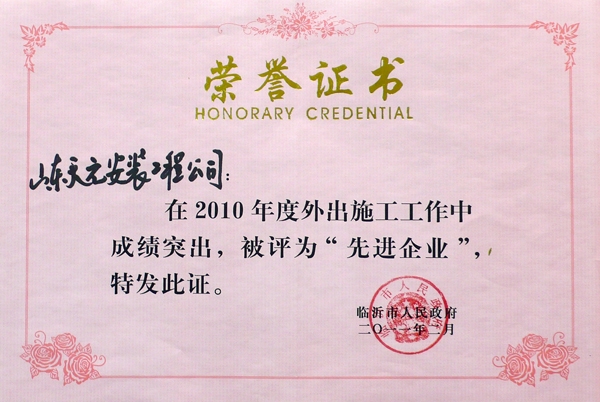 荣誉证书
HONORARY CREDENTIAL
山东天元安装工程公司：
在2010年度外出施工工作中
成绩突出，被评为“先进企业”，
特发此证。
临沂市人民政府
二〇一一年二月